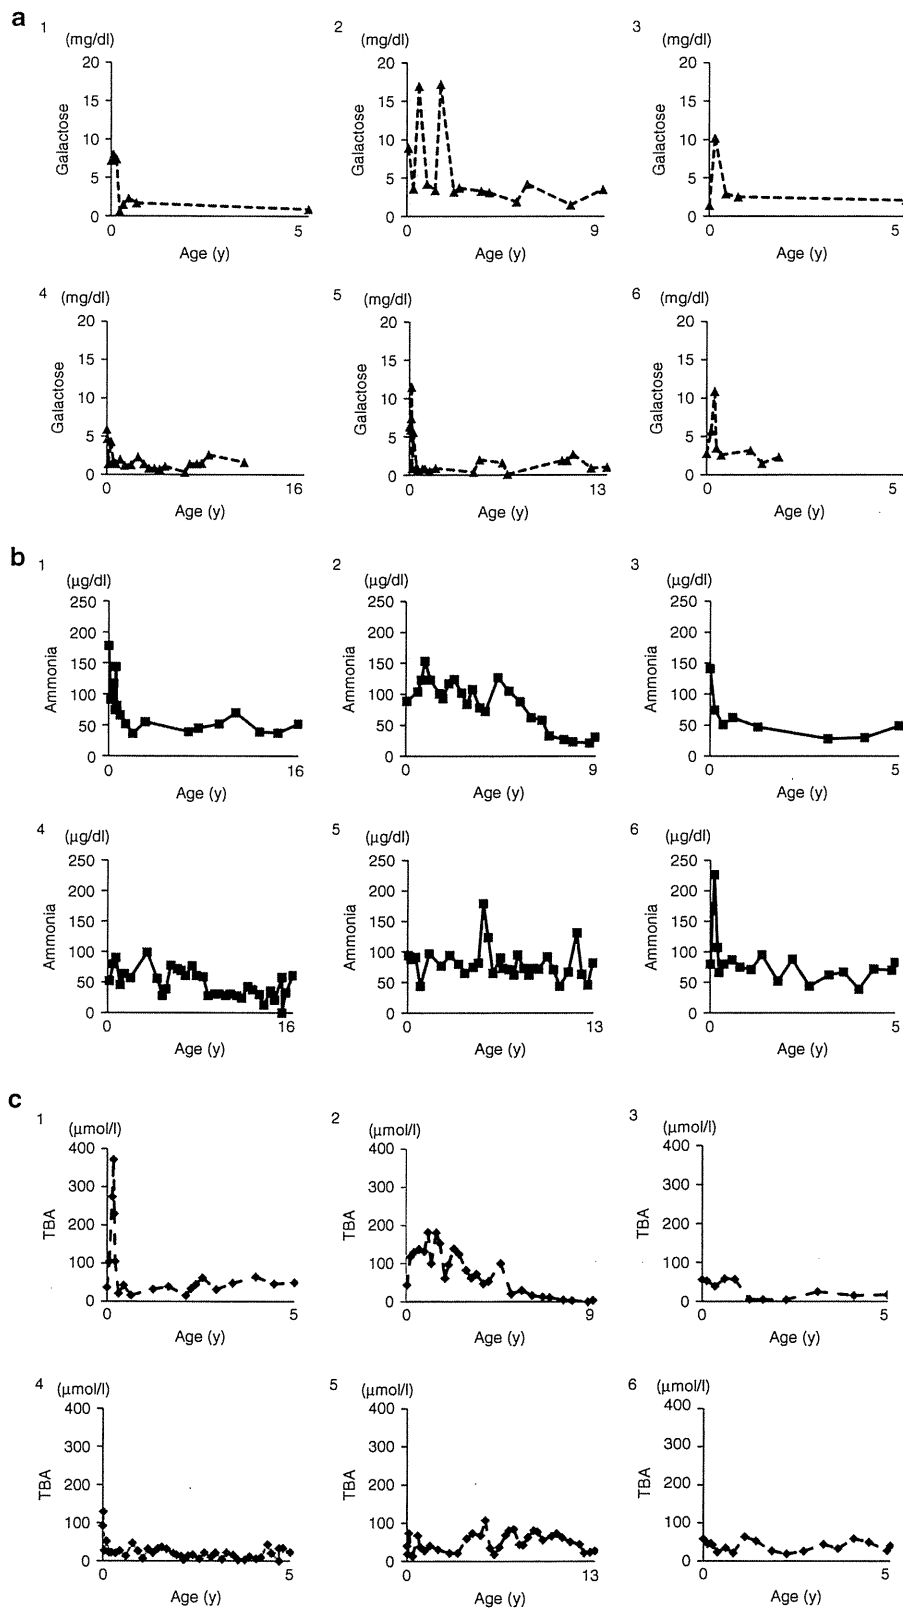 a
1 2 3
(mg/dl) (mg/dl) (mg/dl)
20 20 20
15 15 15
10 10 10
5 5 5
0 0 0
Galactose Galactose Galactose
0 5 0 9 0 5
Age (y) Age (y) Age (y)
4 5 6
(mg/dl) (mg/dl) (mg/dl)
20 20 20
15 15 15
10 10 10
5 5 5
0 0 0
Galactose Galactose Galactose
0 16 0 13 0 5
Age (y) Age (y) Age (y)
b
1 2 3
(μg/dl) (μg/dl) (μg/dl)
250 250 250
200 200 200
150 150 150
100 100 100
50 50 50
0 0 0
Ammonia Ammonia Ammonia
0 16 0 9 0 5
Age (y) Age (y) Age (y)
4 5 6
(μg/dl) (μg/dl) (μg/dl)
250 250 250
200 200 200
150 150 150
100 100 100
50 50 50
0 0 0
Ammonia Ammonia Ammonia
0 16 0 13 0 5
Age (y) Age (y) Age (y)
c
1 2 3
(μmol/l) (μmol/l) (μmol/l)
400 400 400
300 300 300
200 200 200
100 100 100
0 0 0
TBA TBA TBA
0 5 0 9 0 5
Age (y) Age (y) Age (y)
4 5 6
(μmol/l) (μmol/l) (μmol/l)
400 400 400
300 300 300
200 200 200
100 100 100
0 0 0
TBA TBA TBA
0 5 0 13 0 5
Age (y) Age (y) Age (y)